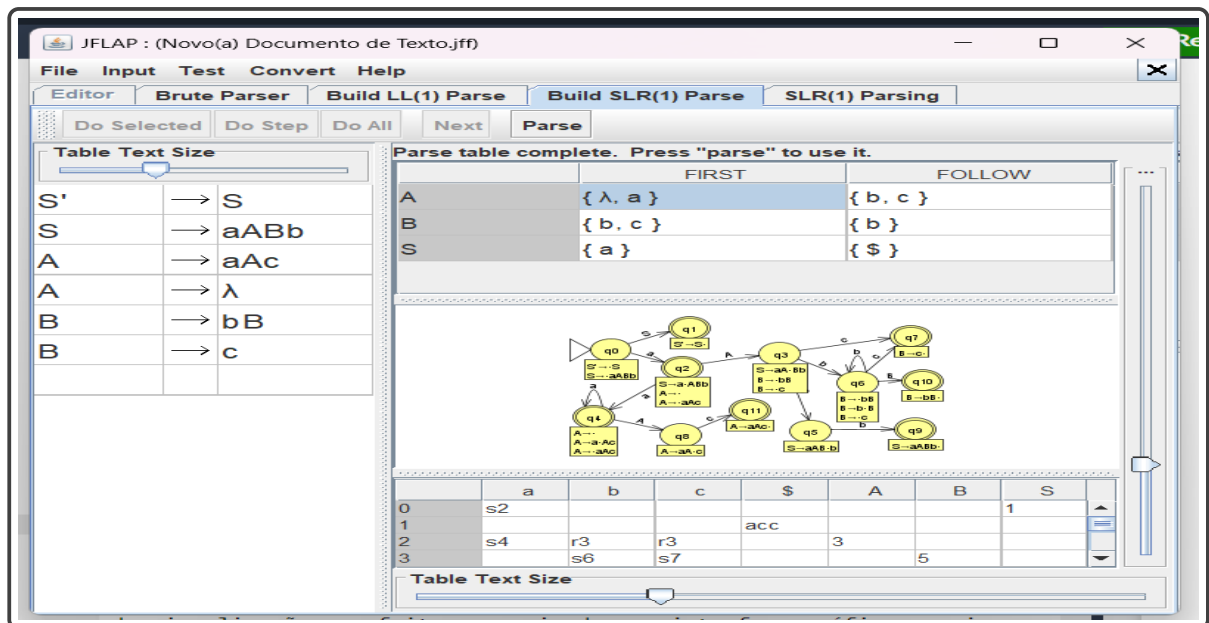 JFLAP : (Novo(a) Documento de Texto.jff)
File Input Test Convert Help
Editor Brute Parser Build LL(1) Parse Build SLR(1) Parse SLR(1) Parsing
Do Selected Do Step Do All Next Parse
Table Text Size
S' → S
S → aABb
A → aAc
A → λ
B → bB
B → c
Parse table complete. Press "parse" to use it.
FIRST FOLLOW
A { λ, a } { b, c }
B { b, c } { b }
S { a } { $ }
...
q0
S'→·S
S→·aABb
S
q1
S'→S·
a
q2
S→a·ABb
A→·
A→·aAc
A
q3
S→aA·Bb
B→·bB
B→·c
c
q7
B→c·
b
b
c
q6
B→·bB
B→b·B
B→·c
B
q10
B→bB·
a
a
q4
A→·
A→a·Ac
A→·aAc
A
q8
A→aA·c
c
q11
A→aAc·
q5
S→aAB·b
b
q9
S→aABb·
a b c $ A B S
0 s2 1
1 acc
2 s4 r3 r3 3
3 s6 s7 5
Table Text Size